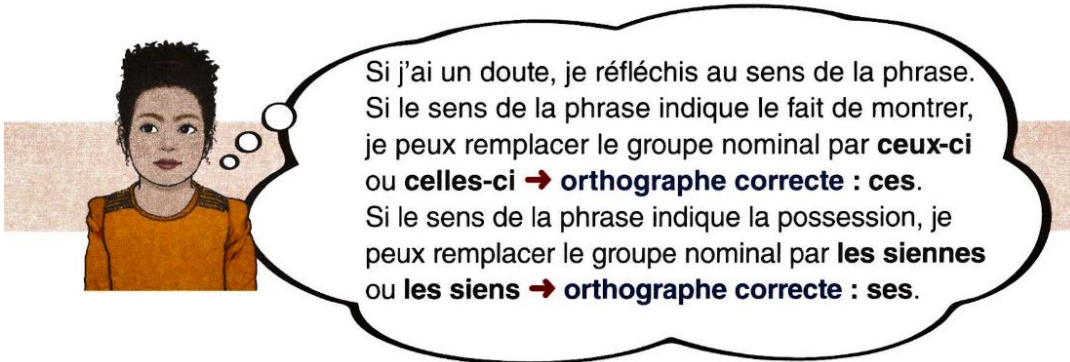 Si j'ai un doute, je réfléchis au sens de la phrase.
Si le sens de la phrase indique le fait de montrer,
je peux remplacer le groupe nominal par ceux-ci
ou celles-ci ➜ orthographe correcte : ces.
Si le sens de la phrase indique la possession, je
peux remplacer le groupe nominal par les siennes
ou les siens ➜ orthographe correcte : ses.